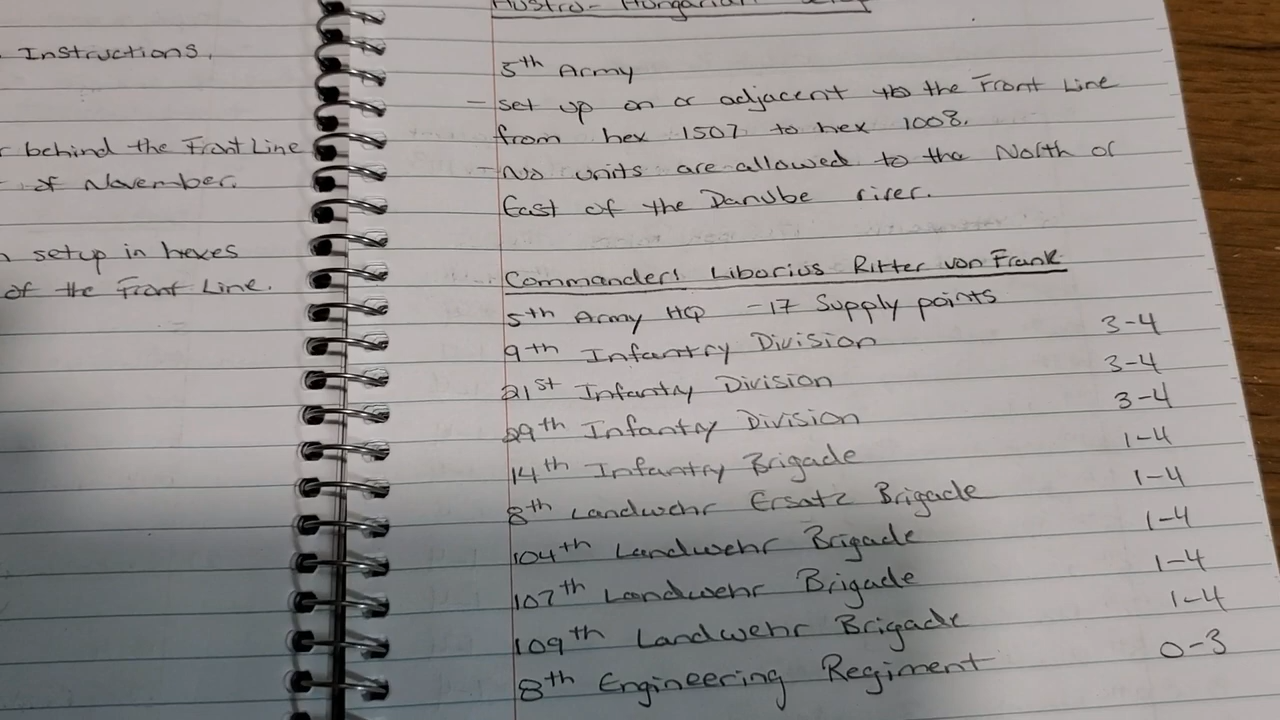 Instructions.
behind the Front Line
of November.
setup in hexes
of the Front Line.
Austro-Hungarian Setup
5th Army
- set up on or adjacent to the Front Line
from hex 1507 to hex 1008.
- No units are allowed to the North or
East of the Danube river.
Commander: Liborius Ritter von Frank
5th Army HQ - 17 Supply points
9th Infantry Division 3-4
21st Infantry Division 3-4
29th Infantry Division 3-4
14th Infantry Brigade 1-4
8th Landwehr Ersatz Brigade 1-4
104th Landwehr Brigade 1-4
107th Landwehr Brigade 1-4
109th Landwehr Brigade 1-4
8th Engineering Regiment 0-3